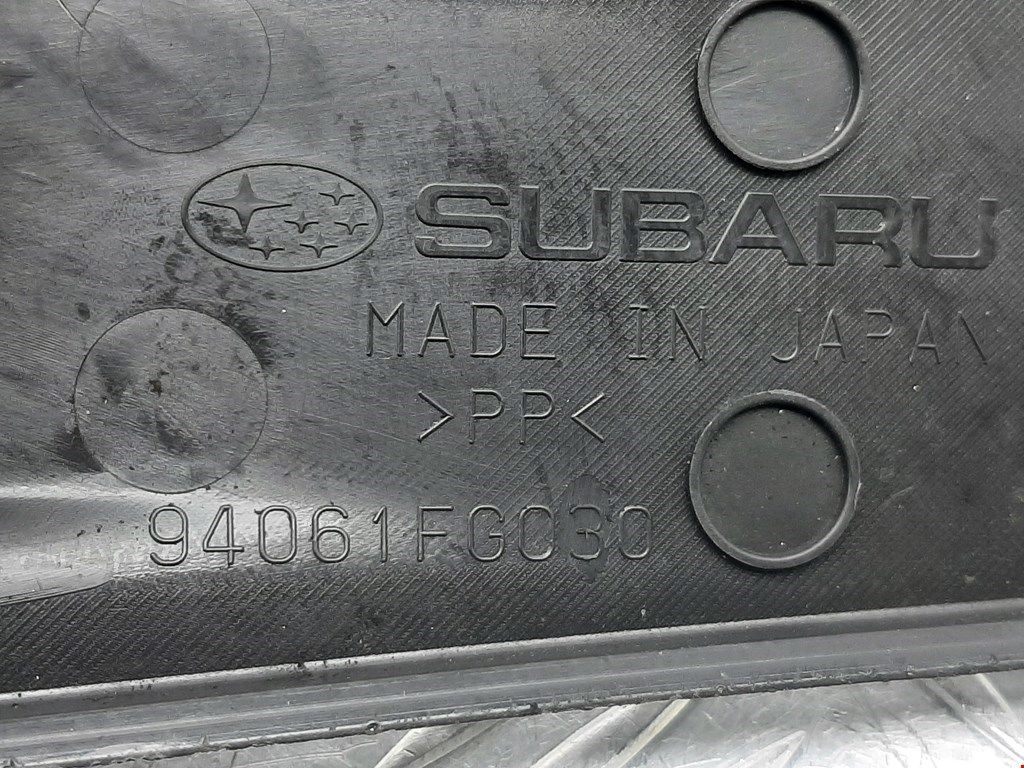 SUBARU
MADE IN JAPAN
>PP<
94061FG030